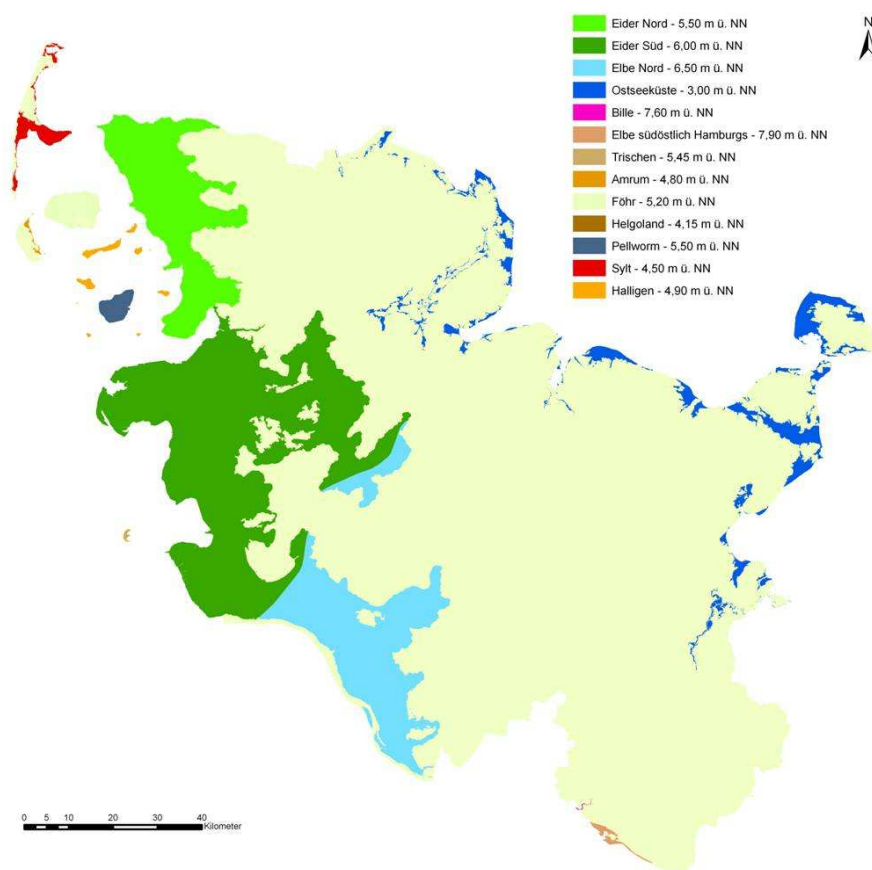 Eider Nord - 5,50 m ü. NN
Eider Süd - 6,00 m ü. NN
Elbe Nord - 6,50 m ü. NN
Ostseeküste - 3,00 m ü. NN
Bille - 7,60 m ü. NN
Elbe südöstlich Hamburgs - 7,90 m ü. NN
Trischen - 5,45 m ü. NN
Amrum - 4,80 m ü. NN
Föhr - 5,20 m ü. NN
Helgoland - 4,15 m ü. NN
Pellworm - 5,50 m ü. NN
Sylt - 4,50 m ü. NN
Halligen - 4,90 m ü. NN
N
0 5 10 20 30 40
Kilometer